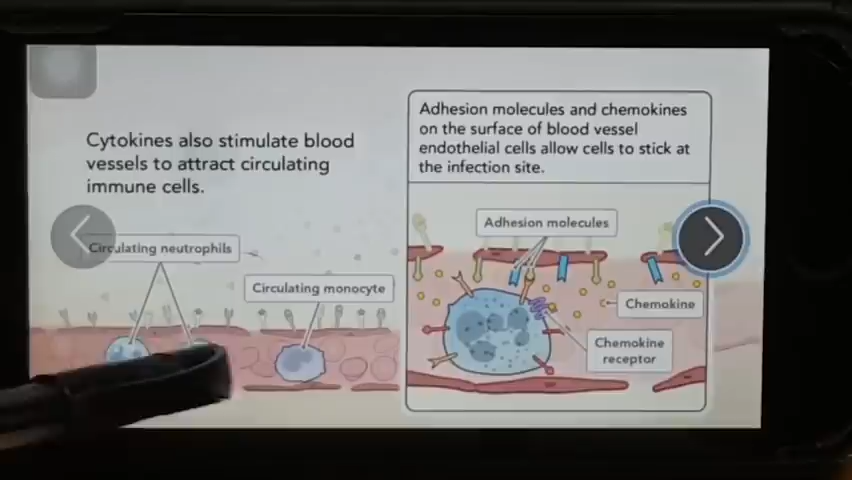 Cytokines also stimulate blood
vessels to attract circulating
immune cells.
Circulating neutrophils
Circulating monocyte
Adhesion molecules and chemokines
on the surface of blood vessel
endothelial cells allow cells to stick at
the infection site.
Adhesion molecules
Chemokine
Chemokine
receptor